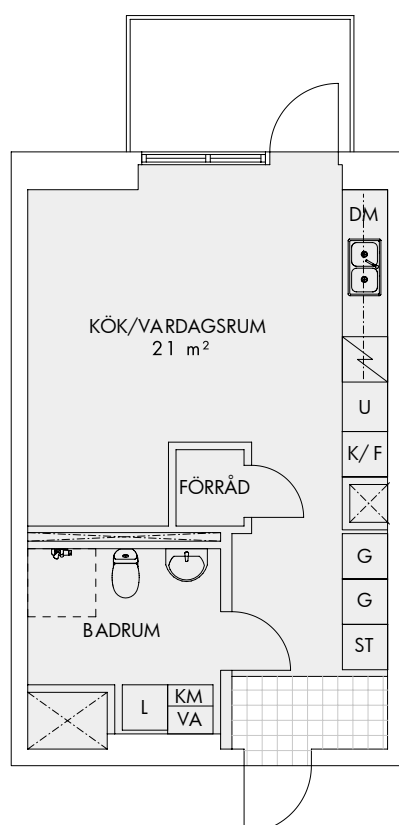 DM
KÖK/VARDAGSRUM
21 m²
U
K/F
FÖRRÅD
G
G
BADRUM
ST
L
KM
VA